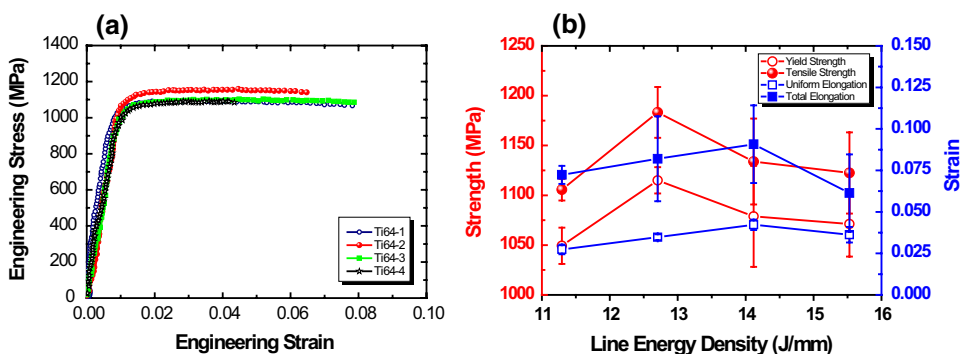 (a)
Engineering Stress (MPa)
1400
1200
1000
800
600
400
200
0
0.00
0.02
0.04
0.06
0.08
0.10
Engineering Strain
Ti64-1
Ti64-2
Ti64-3
Ti64-4
(b)
Strength (MPa)
1250
1200
1150
1100
1050
1000
11
12
13
14
15
16
Line Energy Density (J/mm)
Yield Strength
Tensile Strength
Uniform Elongation
Total Elongation
0.150
0.125
0.100
0.075
0.050
0.025
0.000
Strain